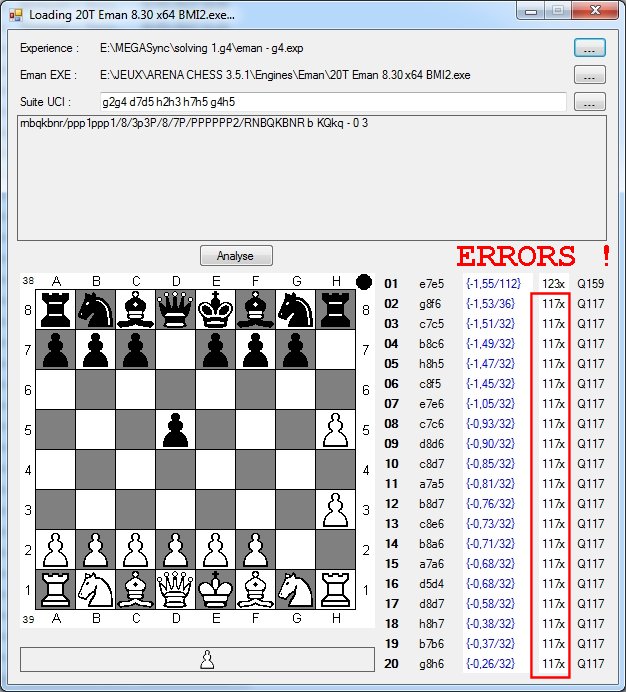 Loading 20T Eman 8.30 x64 BMI2.exe...
Experience : E:\MEGASync\solving 1.g4\eman - g4.exp ...
Eman EXE : E:\JEUX\ARENA CHESS 3.5.1\Engines\Eman\20T Eman 8.30 x64 BMI2.exe ...
Suite UCI : g2g4 d7d5 h2h3 h7h5 g4h5 ...
rnbqkbnr/ppp1ppp1/8/3p3P/8/7P/PPPPPP2/RNBQKBNR b KQkq - 0 3
Analyse
ERRORS !
38 A B C D E F G H
8 8
7 7
6 6
5 5
4 4
3 3
2 2
1 1
39 A B C D E F G H
01 e7e5 {-1,55/112} 123x Q159
02 g8f6 {-1,53/36} 117x Q117
03 c7c5 {-1,51/32} 117x Q117
04 b8c6 {-1,49/32} 117x Q117
05 h8h5 {-1,47/32} 117x Q117
06 c8f5 {-1,45/32} 117x Q117
07 e7e6 {-1,05/32} 117x Q117
08 c7c6 {-0,93/32} 117x Q117
09 d8d6 {-0,90/32} 117x Q117
10 c8d7 {-0,85/32} 117x Q117
11 a7a5 {-0,81/32} 117x Q117
12 b8d7 {-0,76/32} 117x Q117
13 c8e6 {-0,73/32} 117x Q117
14 b8a6 {-0,71/32} 117x Q117
15 a7a6 {-0,68/32} 117x Q117
16 d5d4 {-0,68/32} 117x Q117
17 d8d7 {-0,58/32} 117x Q117
18 h8h7 {-0,38/32} 117x Q117
19 b7b6 {-0,37/32} 117x Q117
20 g8h6 {-0,26/32} 117x Q117